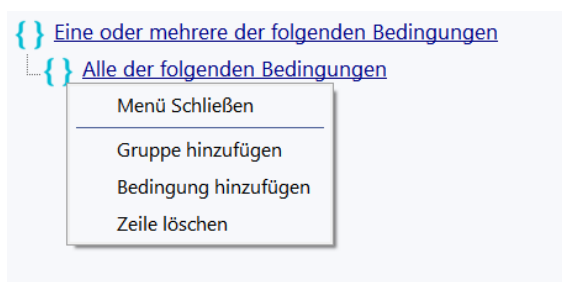 { } Eine oder mehrere der folgenden Bedingungen
{ } Alle der folgenden Bedingungen
Menü Schließen
Gruppe hinzufügen
Bedingung hinzufügen
Zeile löschen